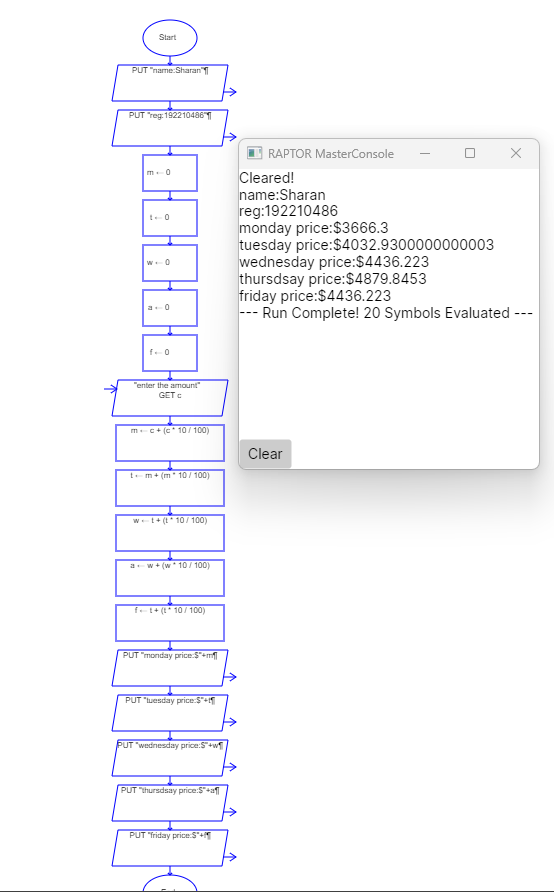 Start
PUT "name:Sharan"¶
PUT "reg:192210486"¶
m ← 0
t ← 0
w ← 0
a ← 0
f ← 0
"enter the amount"
GET c
m ← c + (c * 10 / 100)
t ← m + (m * 10 / 100)
w ← t + (t * 10 / 100)
a ← w + (w * 10 / 100)
f ← t + (t * 10 / 100)
PUT "monday price:$"+m¶
PUT "tuesday price:$"+t¶
PUT "wednesday price:$"+w¶
PUT "thursdsay price:$"+a¶
PUT "friday price:$"+f¶
RAPTOR MasterConsole
Cleared!
name:Sharan
reg:192210486
monday price:$3666.3
tuesday price:$4032.9300000000003
wednesday price:$4436.223
thursdsay price:$4879.8453
friday price:$4436.223
--- Run Complete! 20 Symbols Evaluated ---
Clear